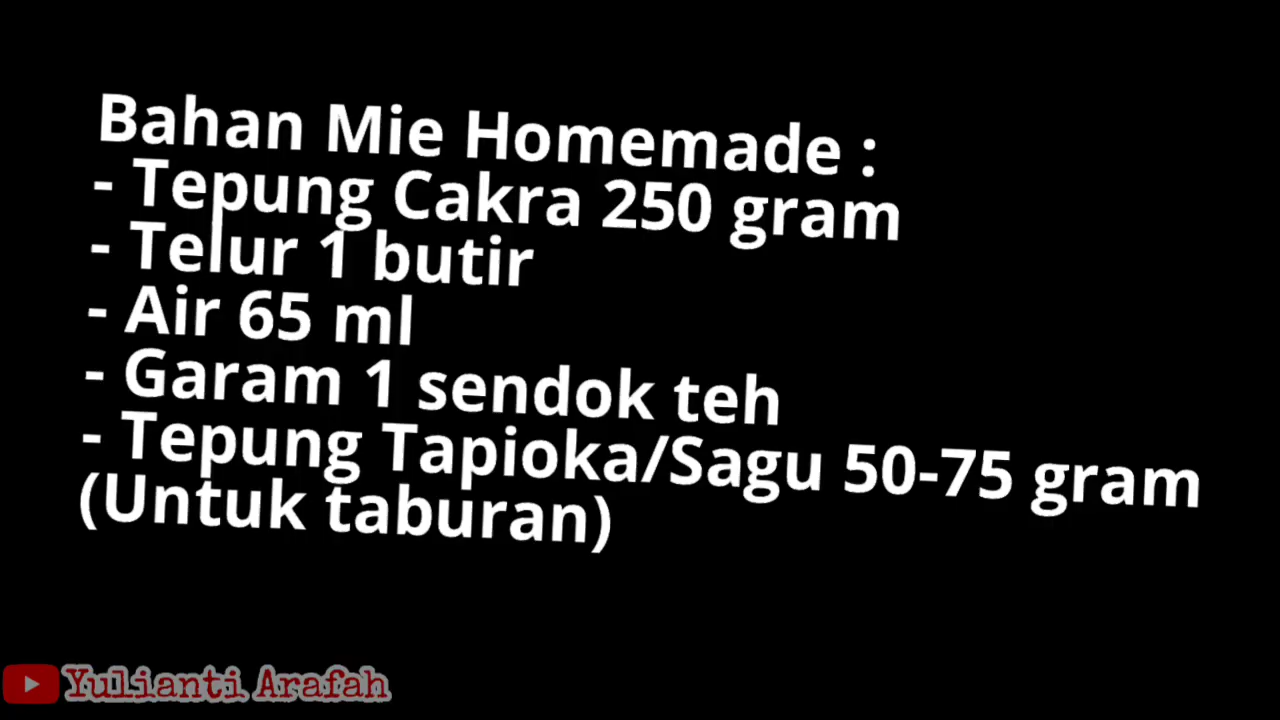 Bahan Mie Homemade :
- Tepung Cakra 250 gram
- Telur 1 butir
- Air 65 ml
- Garam 1 sendok teh
- Tepung Tapioka/Sagu 50-75 gram
(Untuk taburan)
Yulianti Arafah